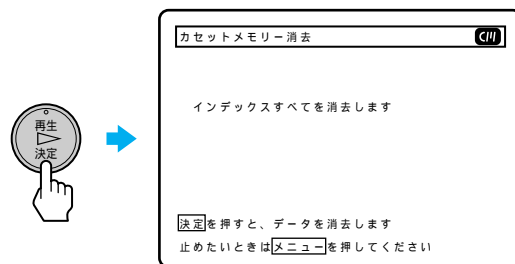 再生
決定
カセットメモリー消去 CM
インデックスすべてを消去します
決定を押すと、データを消去します
止めたいときはメニューを押してください